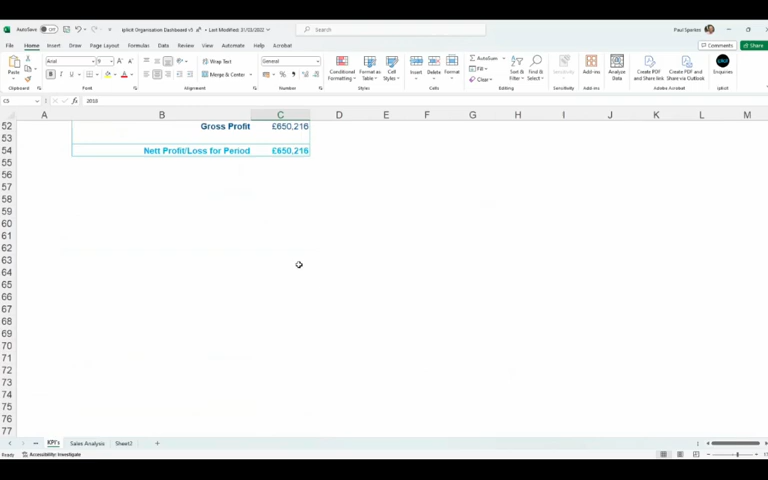 AutoSave Off iplicit Organisation Dashboard v5 • Last Modified: 31/03/2022 Search Paul Sparkes
File Home Insert Draw Page Layout Formulas Data Review View Automate Help Acrobat Comments Share
Paste Arial 9 A A Wrap Text General Conditional Formatting Format as Table Cell Styles Insert Delete Format AutoSum Fill Clear Sort & Filter Find & Select Sensitivity Add-ins Analyze Data Create PDF and Share link Create PDF and Share via Outlook Enquiries
B I U Merge & Center %
Clipboard Font Alignment Number Styles Cells Editing Sensitivity Add-ins Adobe Acrobat iplicit
C5 fx 2018
A B C D E F G H I J K L M
52 Gross Profit £650,216
53
54 Nett Profit/Loss for Period £650,216
55
56
57
58
59
60
61
62
63
64
65
66
67
68
69
70
71
72
73
74
75
76
77
KPI's Sales Analysis Sheet2
Ready Accessibility: Investigate